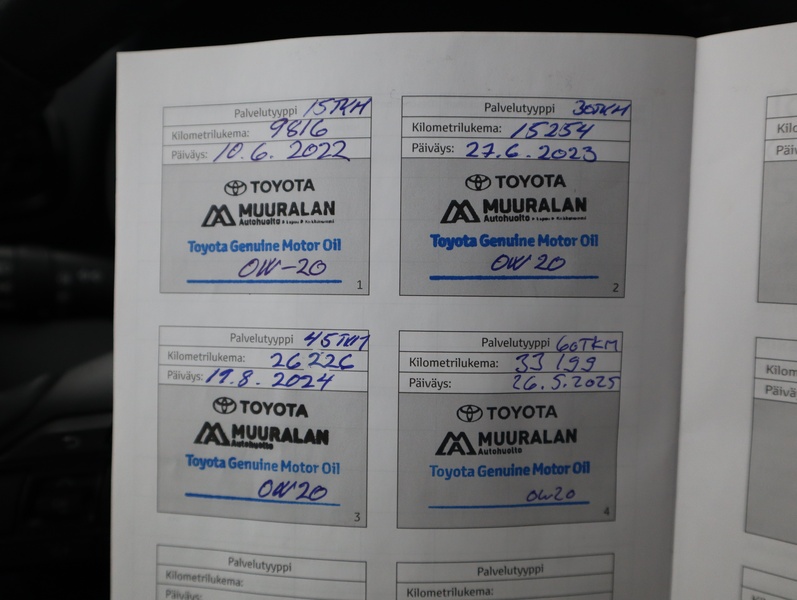 Palvelutyyppi 15TKM
Kilometrilukema: 9816
Päiväys: 10.6. 2022
TOYOTA
MUURALAN
Autohuolto
Toyota Genuine Motor Oil
0W-20
1
Palvelutyyppi 30TKM
Kilometrilukema: 15254
Päiväys: 27.6.2023
TOYOTA
MUURALAN
Autohuolto
Toyota Genuine Motor Oil
0W20
2
Palvelutyyppi 45TKM
Kilometrilukema: 26226
Päiväys: 19.8. 2024
TOYOTA
MUURALAN
Autohuolto
Toyota Genuine Motor Oil
0W20
3
Palvelutyyppi 60TKM
Kilometrilukema: 33199
Päiväys: 26.5.2025
TOYOTA
MUURALAN
Autohuolto
Toyota Genuine Motor Oil
0W20
4
Palvelutyyppi
Kilometrilukema:
Päiväys:
Palvelutyyppi
Kilometrilukema: